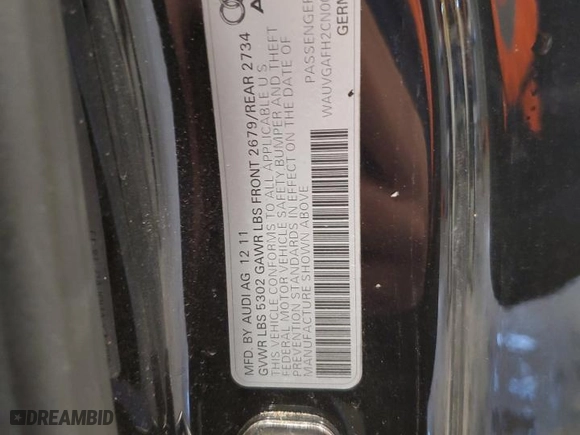 MFD. BY AUDI AG 12 11
GVWR LBS 5302 GAWR LBS FRONT 2679/REAR 2734
THIS VEHICLE CONFORMS TO ALL APPLICABLE U S
FEDERAL MOTOR VEHICLE SAFETY BUMPER AND THEFT
PREVENTION STANDARDS IN EFFECT ON THE DATE OF
MANUFACTURE SHOWN ABOVE
PASSENGER
WAUVGAFH2CN0
GERM
DREAMBID